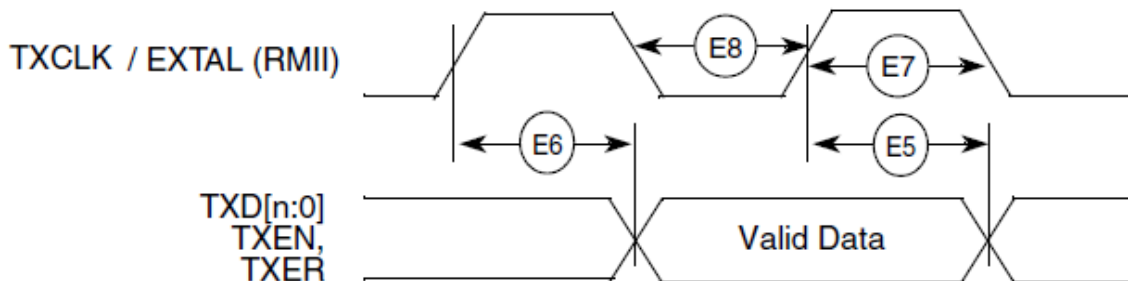 TXCLK / EXTAL (RMII)
E8
E7
E6
E5
TXD[n:0]
TXEN,
TXER
Valid Data